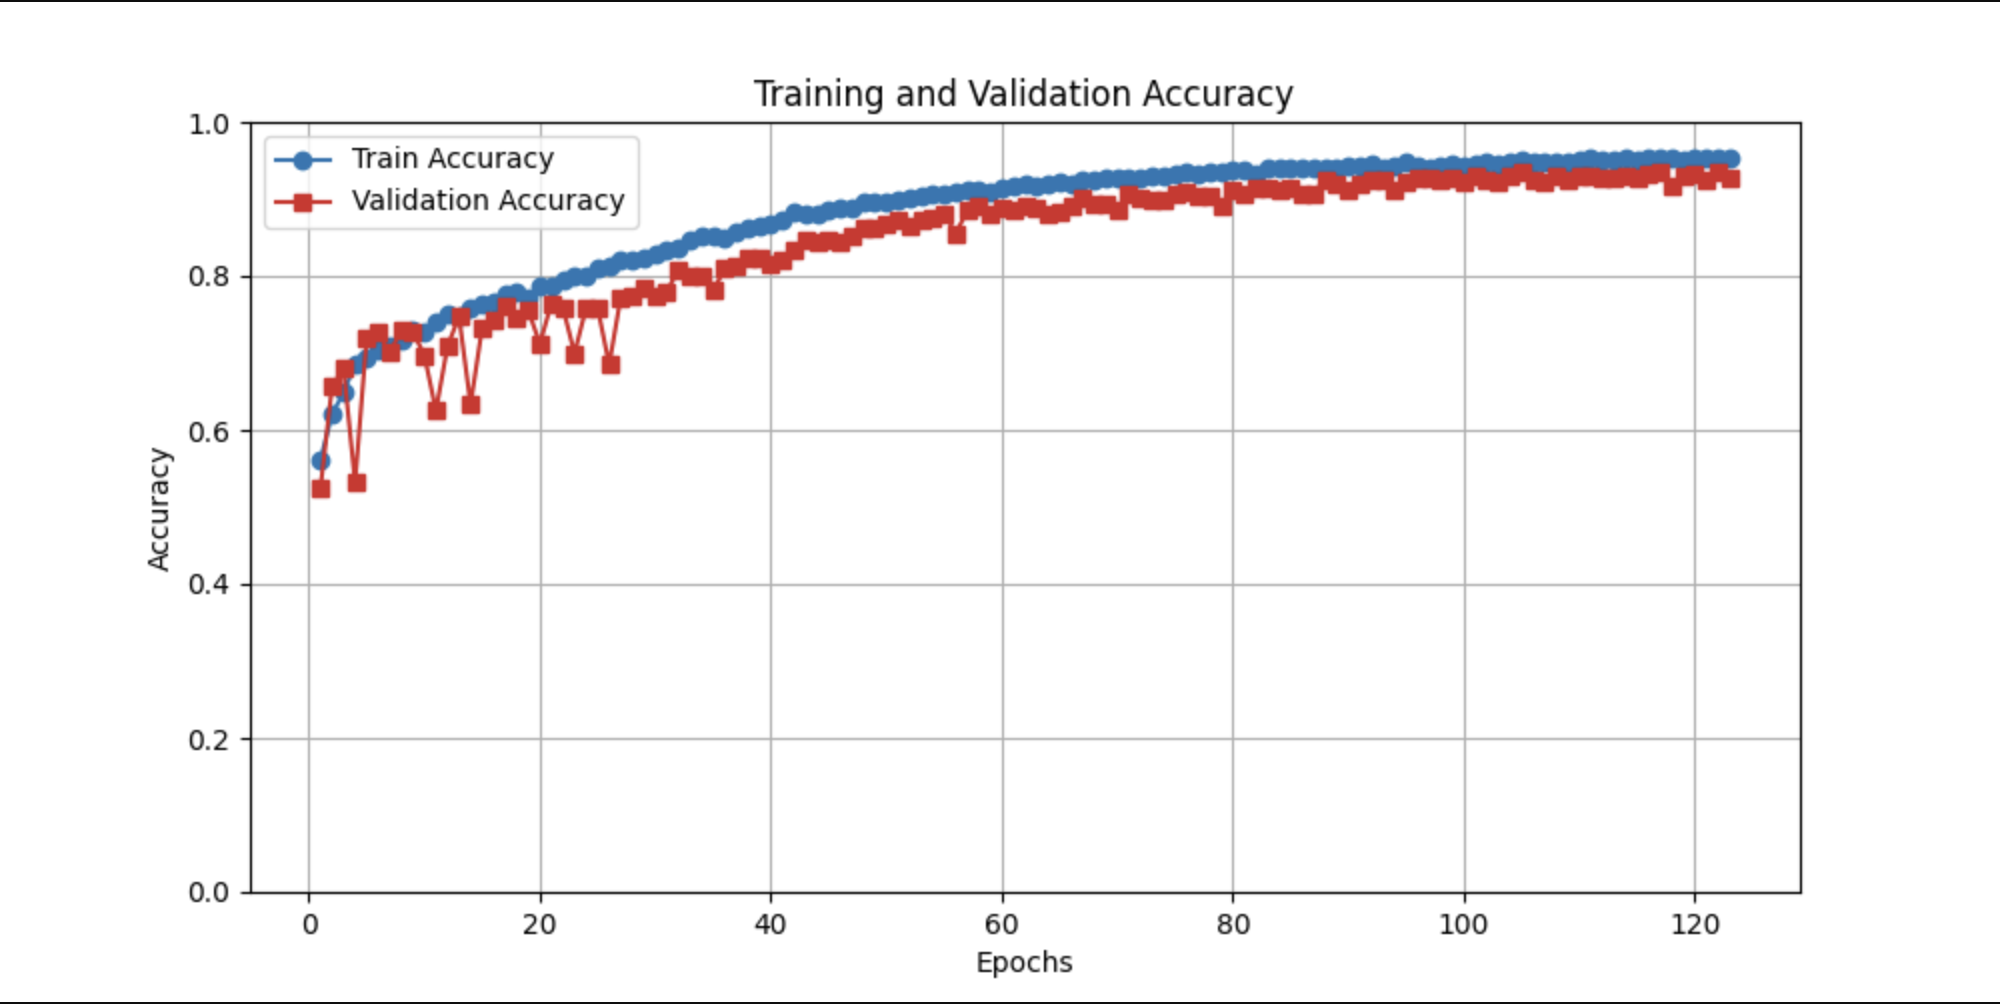 Training and Validation Accuracy
Train Accuracy
Validation Accuracy
1.0
0.8
0.6
0.4
0.2
0.0
Accuracy
0 20 40 60 80 100 120
Epochs